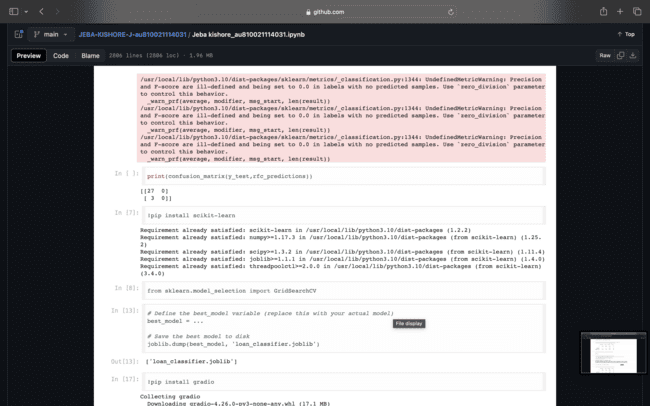 github.com
main
JEBA-KISHORE-J-au810021114031 / Jeba kishore_au810021114031.ipynb
Top
Preview Code Blame 2886 lines (2886 loc) · 1.96 MB Raw
/usr/local/lib/python3.10/dist-packages/sklearn/metrics/_classification.py:1344: UndefinedMetricWarning: Precision
and F-score are ill-defined and being set to 0.0 in labels with no predicted samples. Use `zero_division` parameter
to control this behavior.
_warn_prf(average, modifier, msg_start, len(result))
/usr/local/lib/python3.10/dist-packages/sklearn/metrics/_classification.py:1344: UndefinedMetricWarning: Precision
and F-score are ill-defined and being set to 0.0 in labels with no predicted samples. Use `zero_division` parameter
to control this behavior.
_warn_prf(average, modifier, msg_start, len(result))
/usr/local/lib/python3.10/dist-packages/sklearn/metrics/_classification.py:1344: UndefinedMetricWarning: Precision
and F-score are ill-defined and being set to 0.0 in labels with no predicted samples. Use `zero_division` parameter
to control this behavior.
_warn_prf(average, modifier, msg_start, len(result))
In [ ]: print(confusion_matrix(y_test,rfc_predictions))
[[27 0]
[ 3 0]]
In [7]: !pip install scikit-learn
Requirement already satisfied: scikit-learn in /usr/local/lib/python3.10/dist-packages (1.2.2)
Requirement already satisfied: numpy>=1.17.3 in /usr/local/lib/python3.10/dist-packages (from scikit-learn) (1.25.
2)
Requirement already satisfied: scipy>=1.3.2 in /usr/local/lib/python3.10/dist-packages (from scikit-learn) (1.11.4)
Requirement already satisfied: joblib>=1.1.1 in /usr/local/lib/python3.10/dist-packages (from scikit-learn) (1.4.0)
Requirement already satisfied: threadpoolctl>=2.0.0 in /usr/local/lib/python3.10/dist-packages (from scikit-learn)
(3.4.0)
In [8]: from sklearn.model_selection import GridSearchCV
In [13]: # Define the best_model variable (replace this with your actual model)
best_model = ...
File display
# Save the best model to disk
joblib.dump(best_model, 'loan_classifier.joblib')
Out[13]: ['loan_classifier.joblib']
In [17]: !pip install gradio
Collecting gradio
Downloading gradio-4.26.0-py3-none-any.whl (17.1 MB)